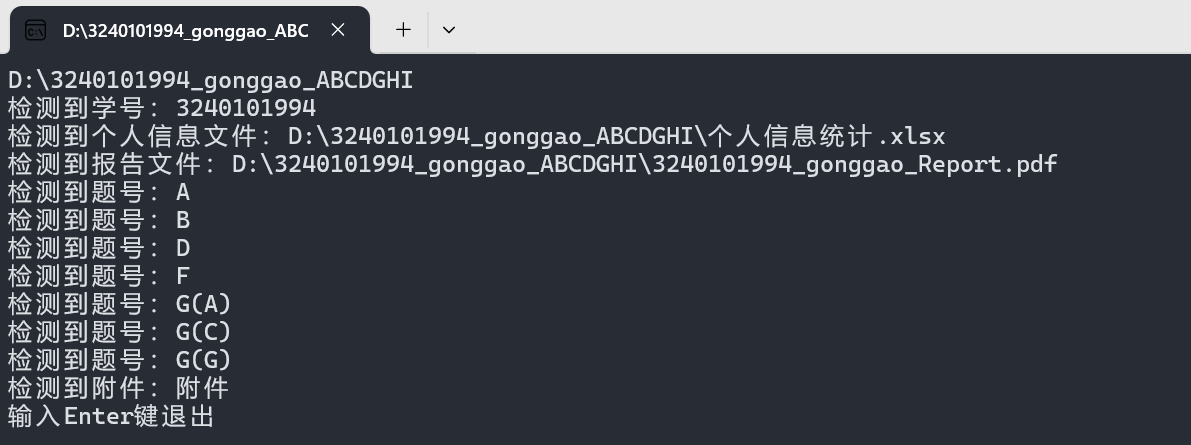 D:\3240101994_gonggao_ABC
D:\3240101994_gonggao_ABCDGHI
检测到学号：3240101994
检测到个人信息文件：D:\3240101994_gonggao_ABCDGHI\个人信息统计.xlsx
检测到报告文件：D:\3240101994_gonggao_ABCDGHI\3240101994_gonggao_Report.pdf
检测到题号：A
检测到题号：B
检测到题号：D
检测到题号：F
检测到题号：G(A)
检测到题号：G(C)
检测到题号：G(G)
检测到附件：附件
输入Enter键退出